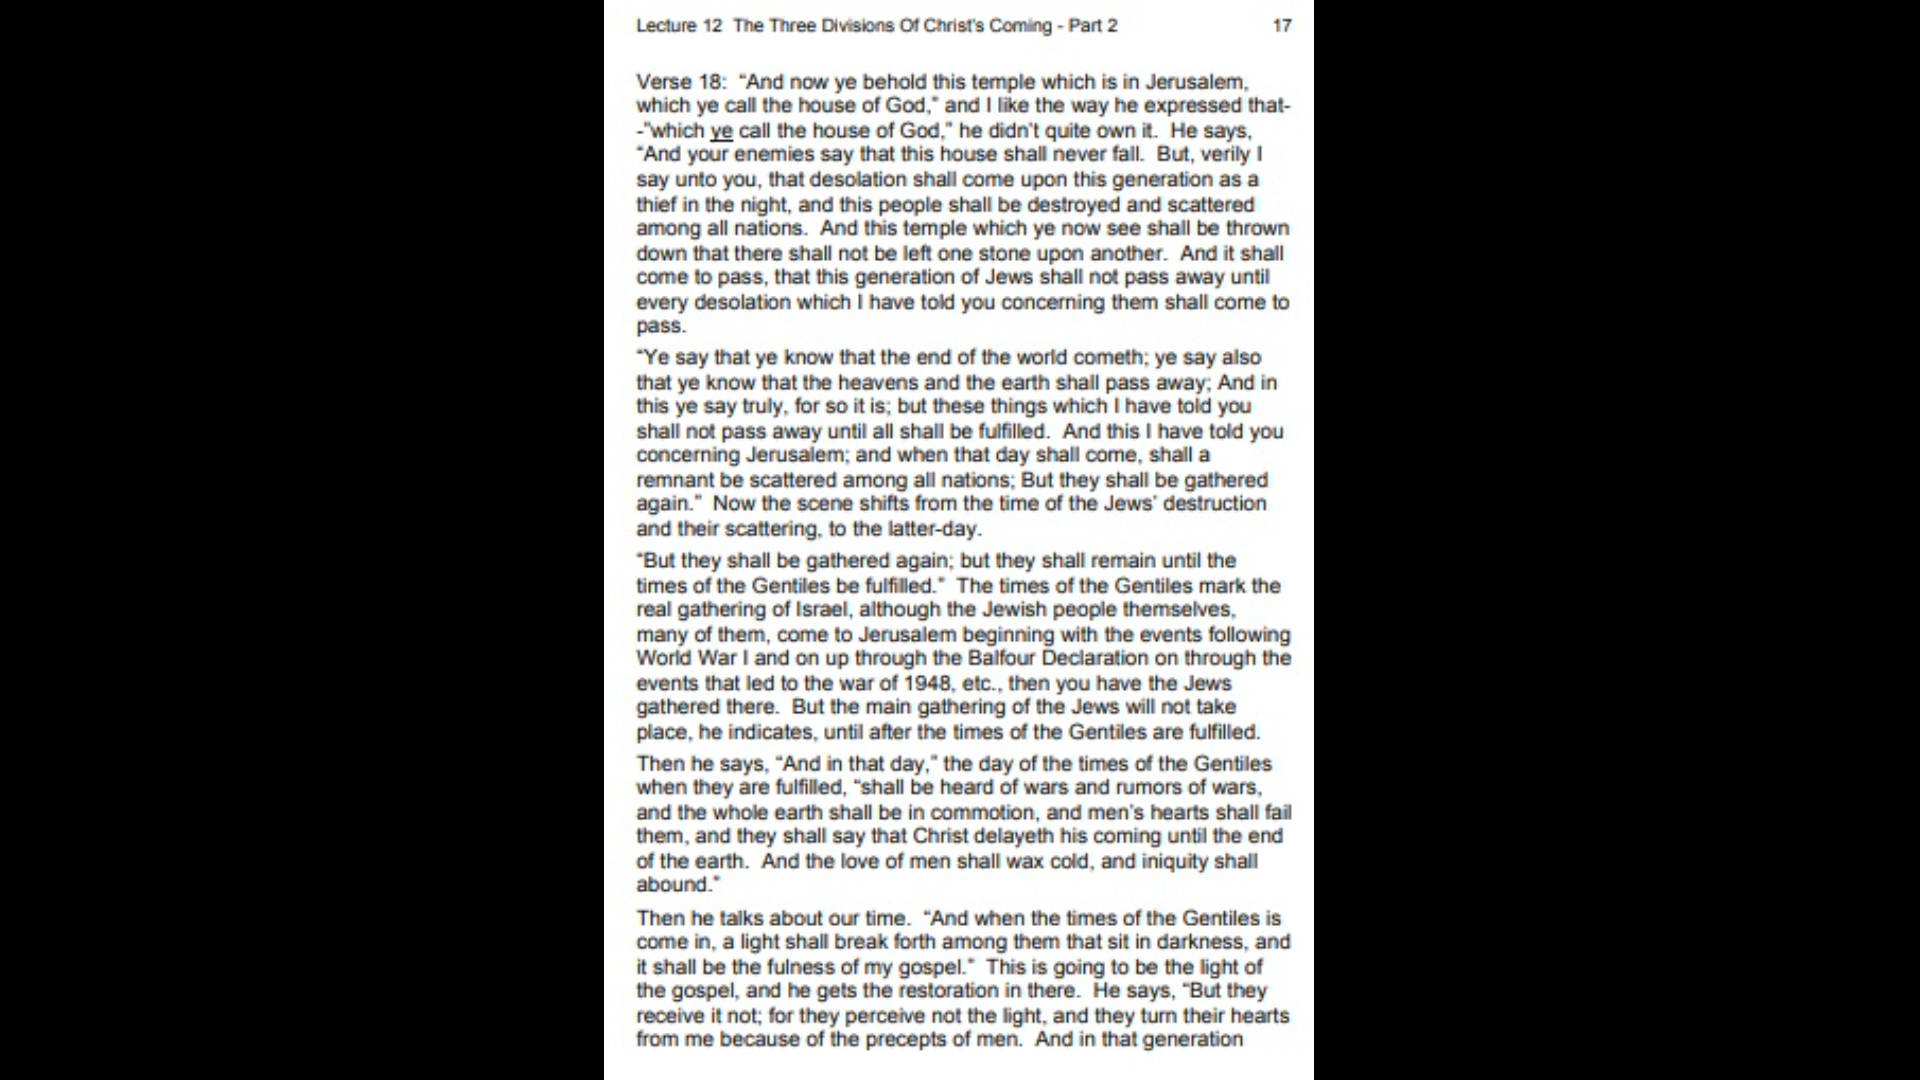 Lecture 12  The Three Divisions Of Christ's Coming - Part 2 17
Verse 18:  "And now ye behold this temple which is in Jerusalem,
which ye call the house of God," and I like the way he expressed that-
-"which ye call the house of God," he didn't quite own it.  He says,
"And your enemies say that this house shall never fall.  But, verily I
say unto you, that desolation shall come upon this generation as a
thief in the night, and this people shall be destroyed and scattered
among all nations.  And this temple which ye now see shall be thrown
down that there shall not be left one stone upon another.  And it shall
come to pass, that this generation of Jews shall not pass away until
every desolation which I have told you concerning them shall come to
pass.
"Ye say that ye know that the end of the world cometh; ye say also
that ye know that the heavens and the earth shall pass away; And in
this ye say truly, for so it is; but these things which I have told you
shall not pass away until all shall be fulfilled.  And this I have told you
concerning Jerusalem; and when that day shall come, shall a
remnant be scattered among all nations; But they shall be gathered
again."  Now the scene shifts from the time of the Jews' destruction
and their scattering, to the latter-day.
"But they shall be gathered again; but they shall remain until the
times of the Gentiles be fulfilled."  The times of the Gentiles mark the
real gathering of Israel, although the Jewish people themselves,
many of them, come to Jerusalem beginning with the events following
World War I and on up through the Balfour Declaration on through the
events that led to the war of 1948, etc., then you have the Jews
gathered there.  But the main gathering of the Jews will not take
place, he indicates, until after the times of the Gentiles are fulfilled.
Then he says, "And in that day," the day of the times of the Gentiles
when they are fulfilled, "shall be heard of wars and rumors of wars,
and the whole earth shall be in commotion, and men's hearts shall fail
them, and they shall say that Christ delayeth his coming until the end
of the earth.  And the love of men shall wax cold, and iniquity shall
abound."
Then he talks about our time.  "And when the times of the Gentiles is
come in, a light shall break forth among them that sit in darkness, and
it shall be the fulness of my gospel."  This is going to be the light of
the gospel, and he gets the restoration in there.  He says, "But they
receive it not; for they perceive not the light, and they turn their hearts
from me because of the precepts of men.  And in that generation